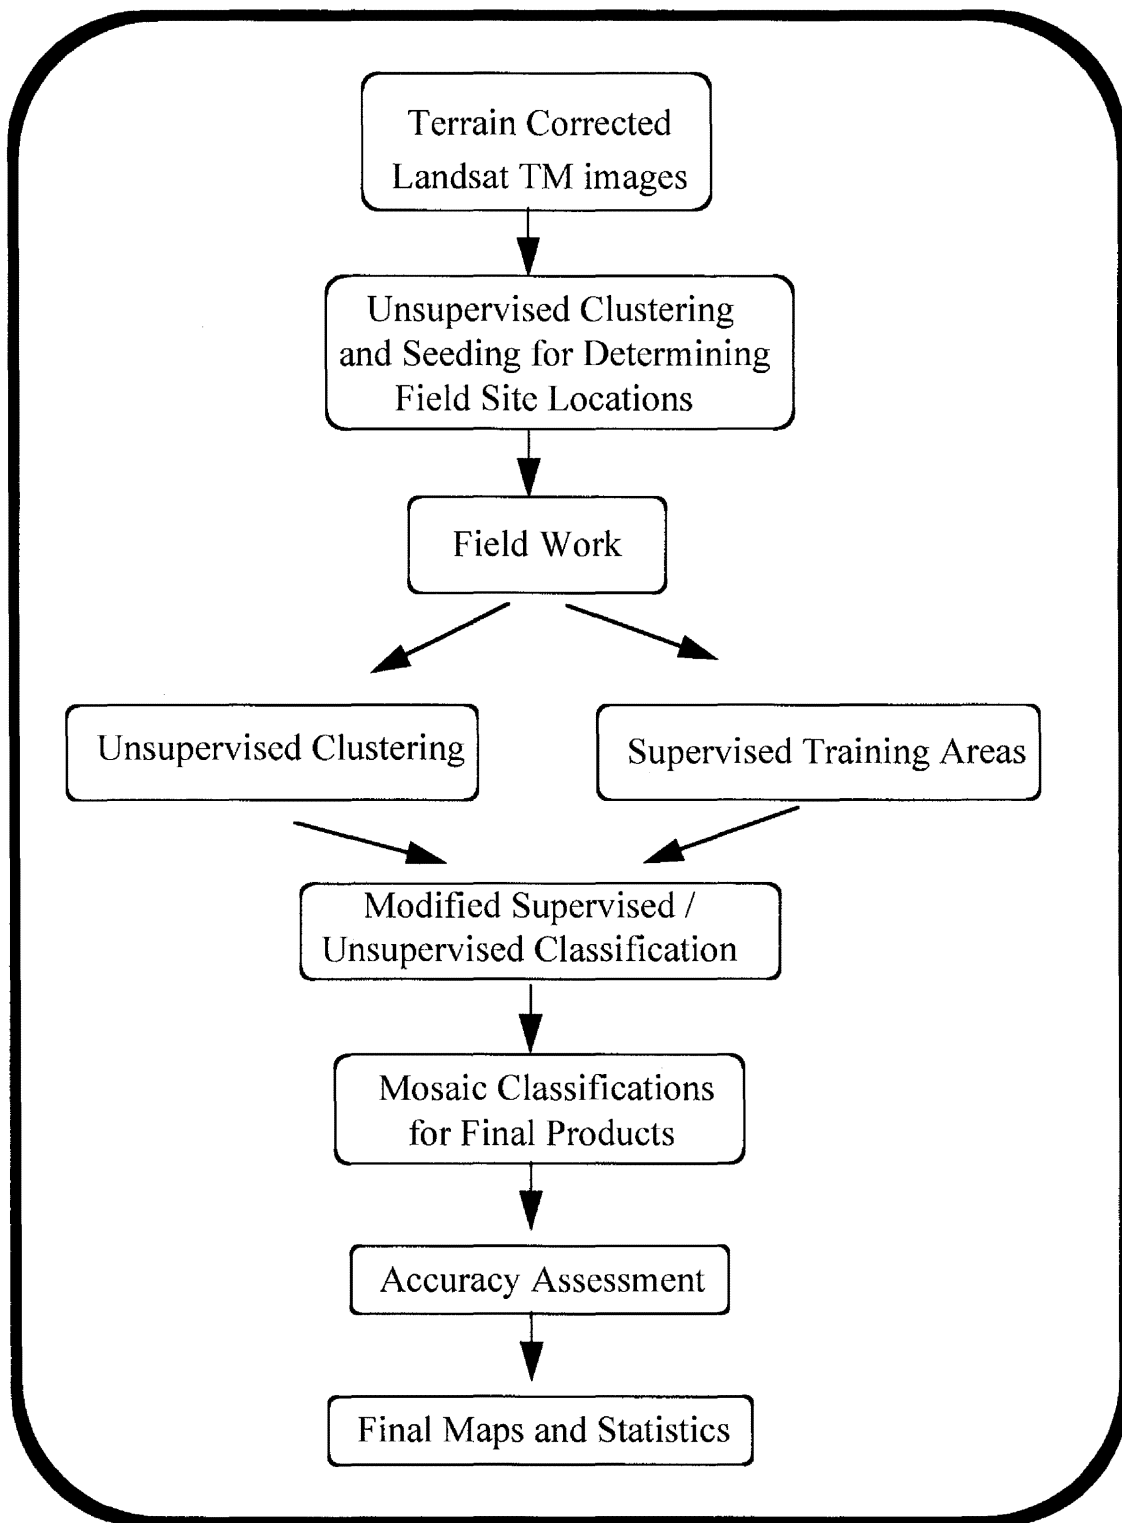 Terrain Corrected
Landsat TM images
Unsupervised Clustering
and Seeding for Determining
Field Site Locations
Field Work
Unsupervised Clustering
Supervised Training Areas
Modified Supervised /
Unsupervised Classification
Mosaic Classifications
for Final Products
Accuracy Assessment
Final Maps and Statistics